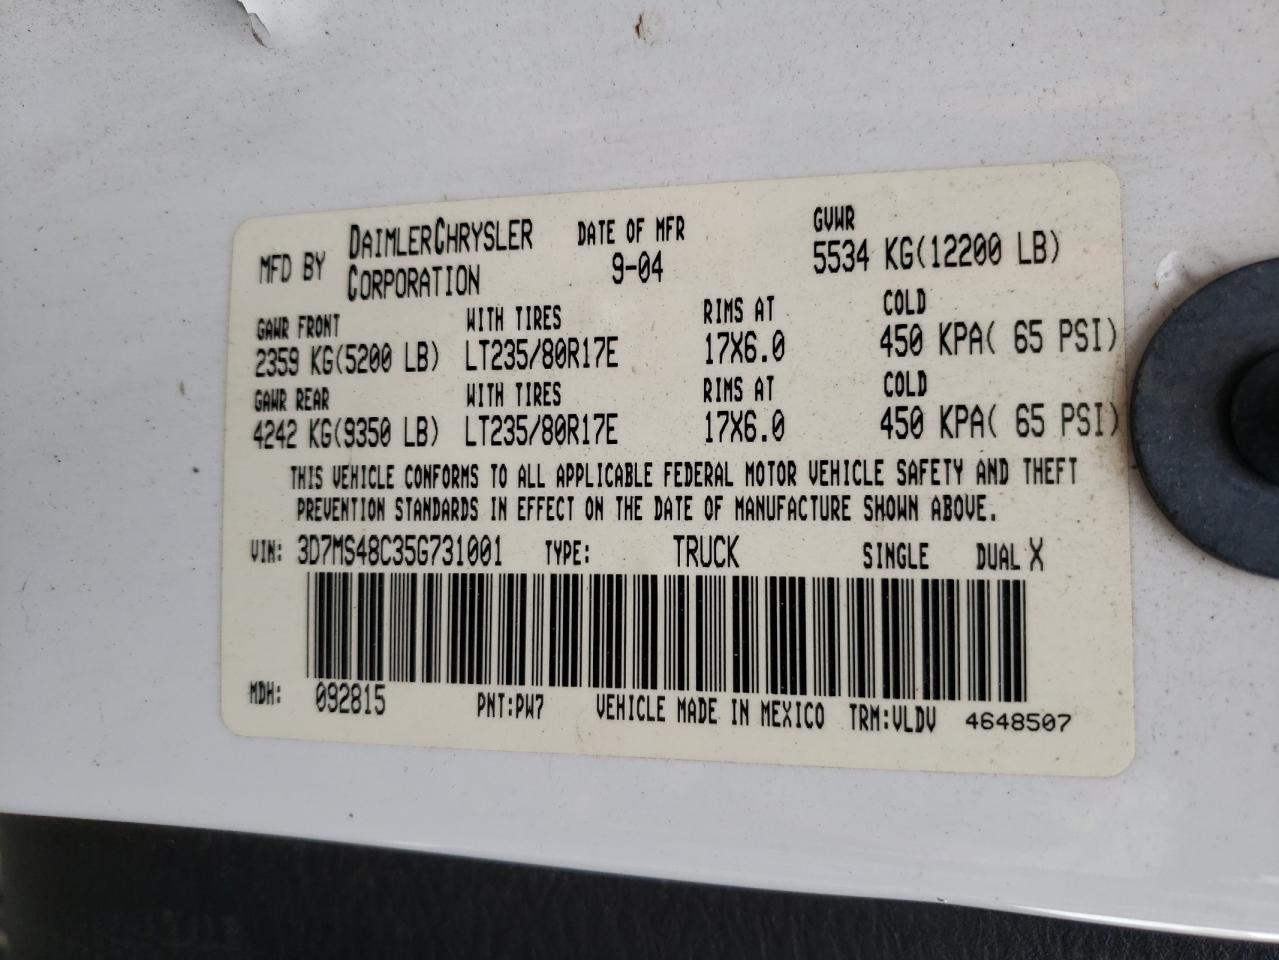 MFD BY DAIMLERCHRYSLER CORPORATION DATE OF MFR 9-04 GVWR 5534 KG(12200 LB)
GAWR FRONT WITH TIRES RIMS AT COLD
2359 KG(5200 LB) LT235/80R17E 17X6.0 450 KPA( 65 PSI)
GAWR REAR WITH TIRES RIMS AT COLD
4242 KG(9350 LB) LT235/80R17E 17X6.0 450 KPA( 65 PSI)
THIS VEHICLE CONFORMS TO ALL APPLICABLE FEDERAL MOTOR VEHICLE SAFETY AND THEFT
PREVENTION STANDARDS IN EFFECT ON THE DATE OF MANUFACTURE SHOWN ABOVE.
VIN: 3D7MS48C35G731001 TYPE: TRUCK SINGLE DUAL X
MDH: 092815 PNT:PW7 VEHICLE MADE IN MEXICO TRM:VLDV 4648507